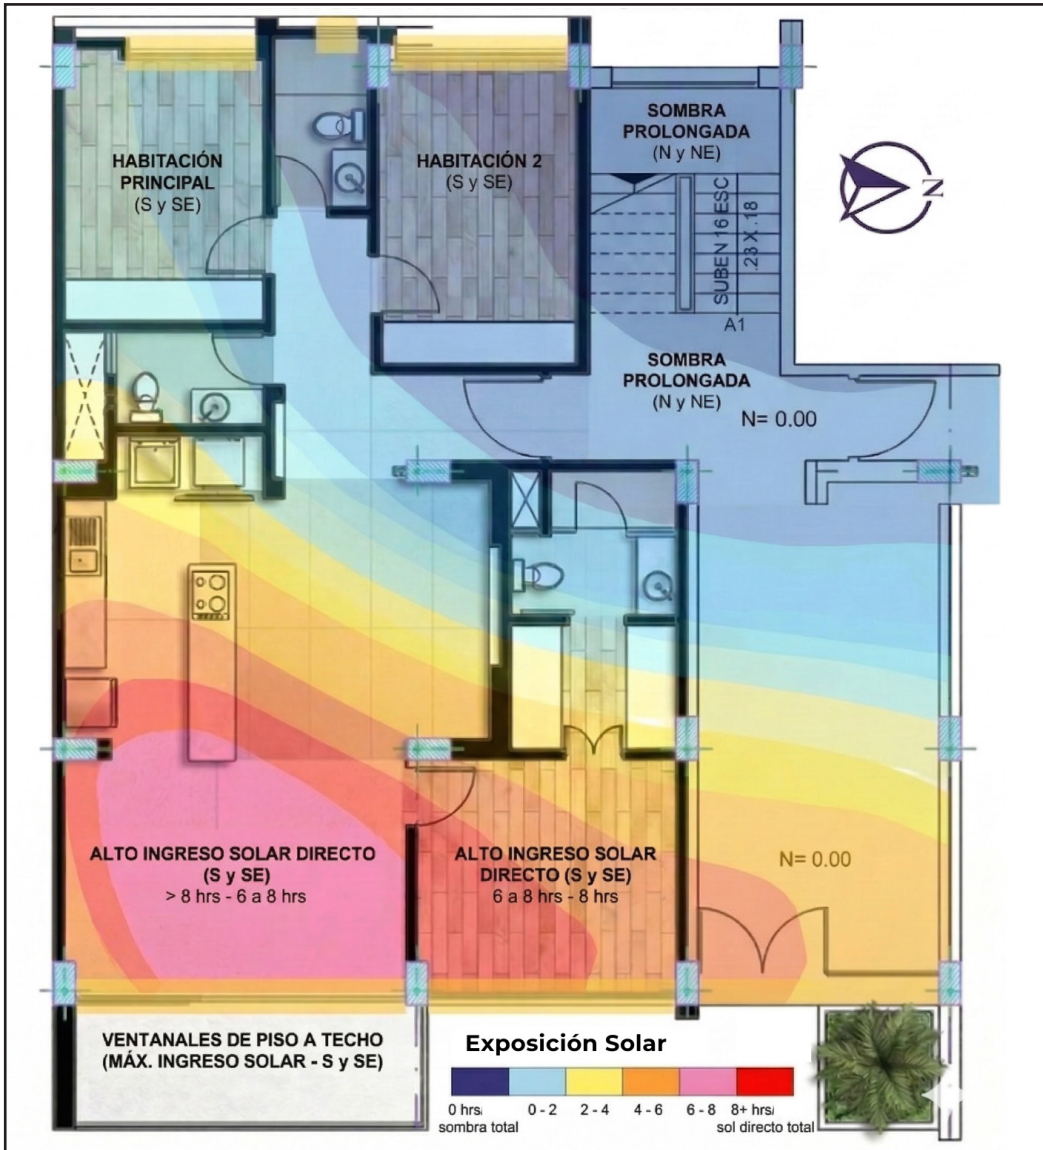 SOMBRA
PROLONGADA
(N y NE)
HABITACIÓN
PRINCIPAL
(S y SE)
HABITACIÓN 2
(S y SE)
N
SUBEN 16 ESC
.28 X .18
A1
SOMBRA
PROLONGADA
(N y NE)
N= 0.00
ALTO INGRESO SOLAR DIRECTO
(S y SE)
> 8 hrs - 6 a 8 hrs
ALTO INGRESO SOLAR
DIRECTO (S y SE)
6 a 8 hrs - 8 hrs
N= 0.00
VENTANALES DE PISO A TECHO
(MÁX. INGRESO SOLAR - S y SE)
Exposición Solar
0 hrs/
sombra total
0 - 2
2 - 4
4 - 6
6 - 8
8+ hrs/
sol directo total